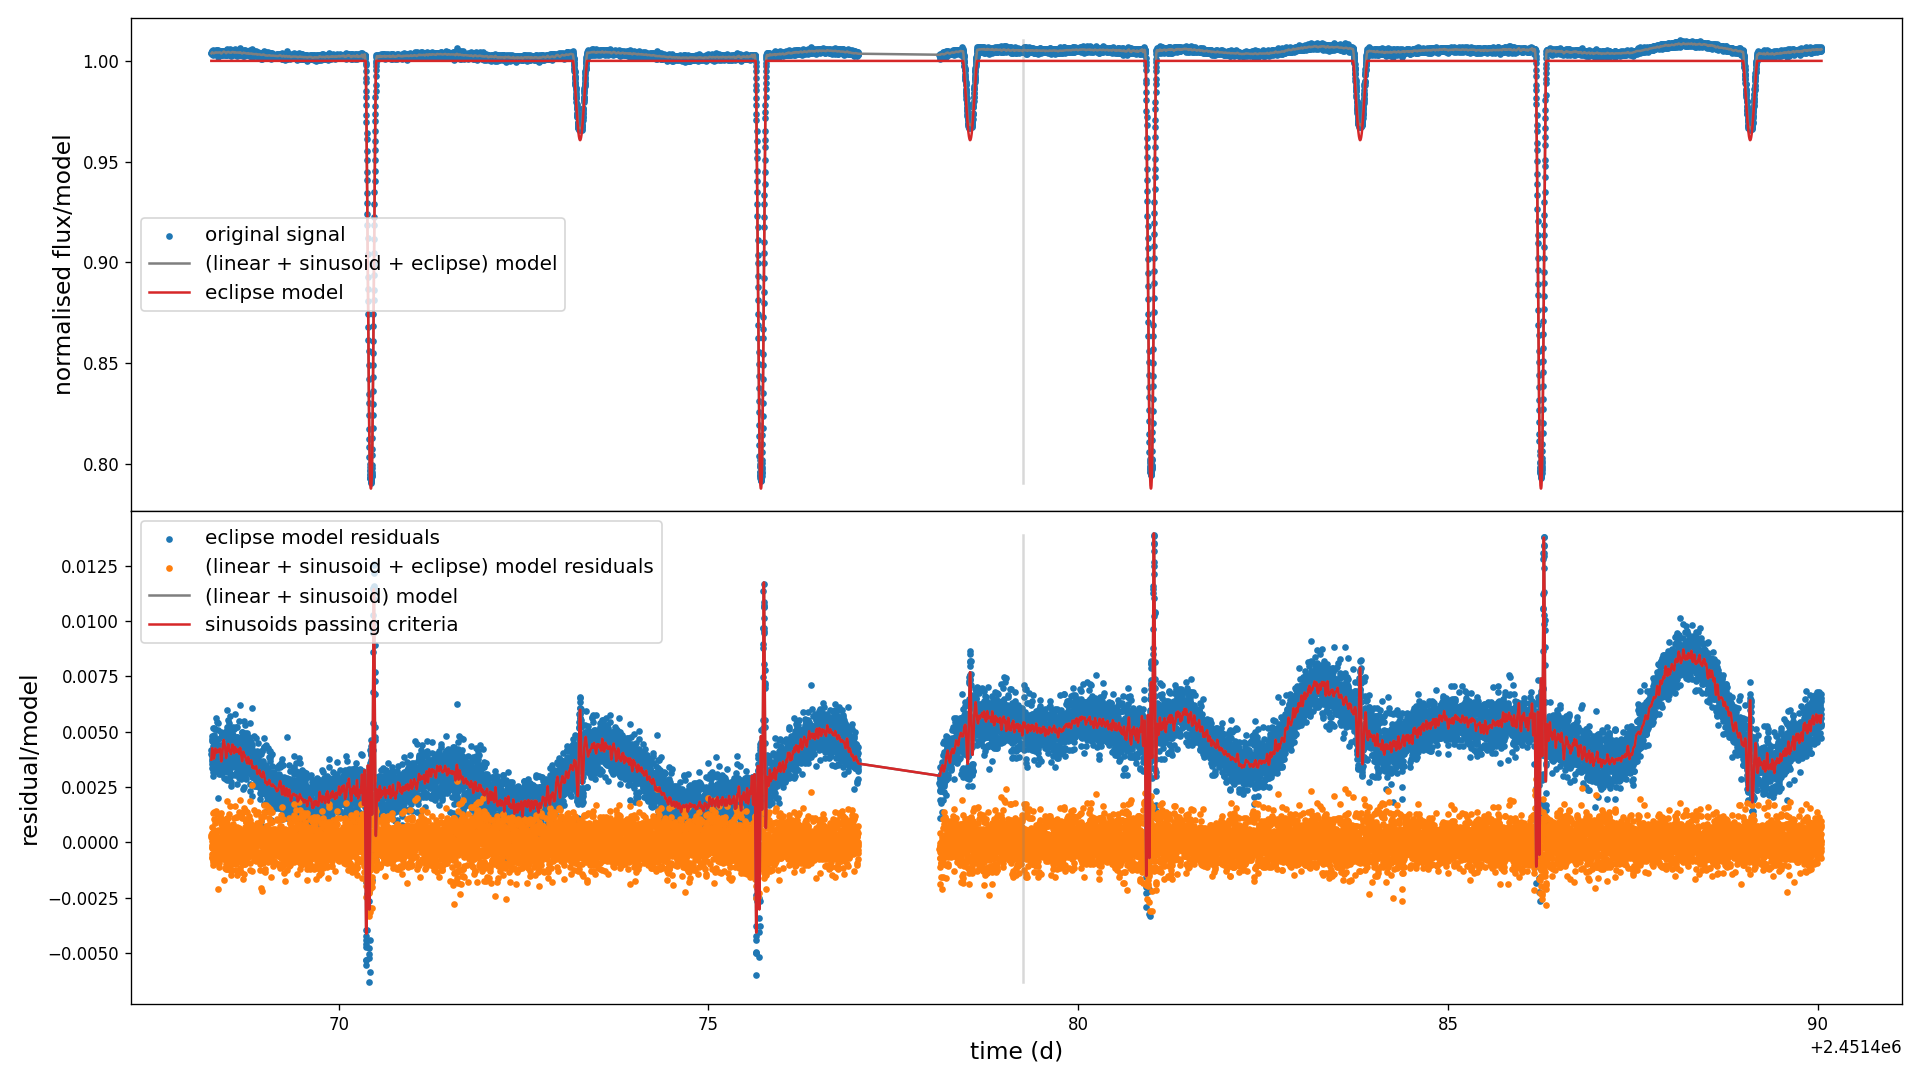 normalised flux/model
1.00
0.95
0.90
0.85
0.80
original signal
(linear + sinusoid + eclipse) model
eclipse model
residual/model
0.0125
0.0100
0.0075
0.0050
0.0025
0.0000
−0.0025
−0.0050
eclipse model residuals
(linear + sinusoid + eclipse) model residuals
(linear + sinusoid) model
sinusoids passing criteria
70 75 80 85 90
time (d)
+2.4514e6